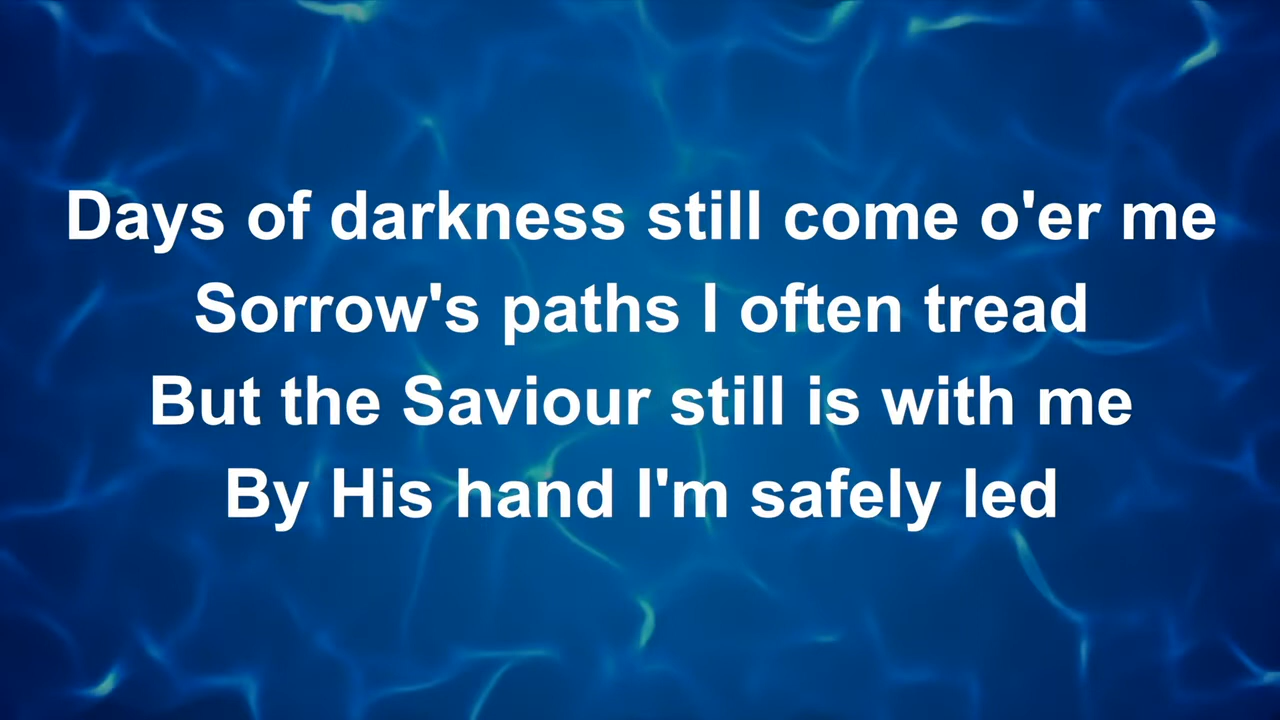 Days of darkness still come o'er me
Sorrow's paths I often tread
But the Saviour still is with me
By His hand I'm safely led